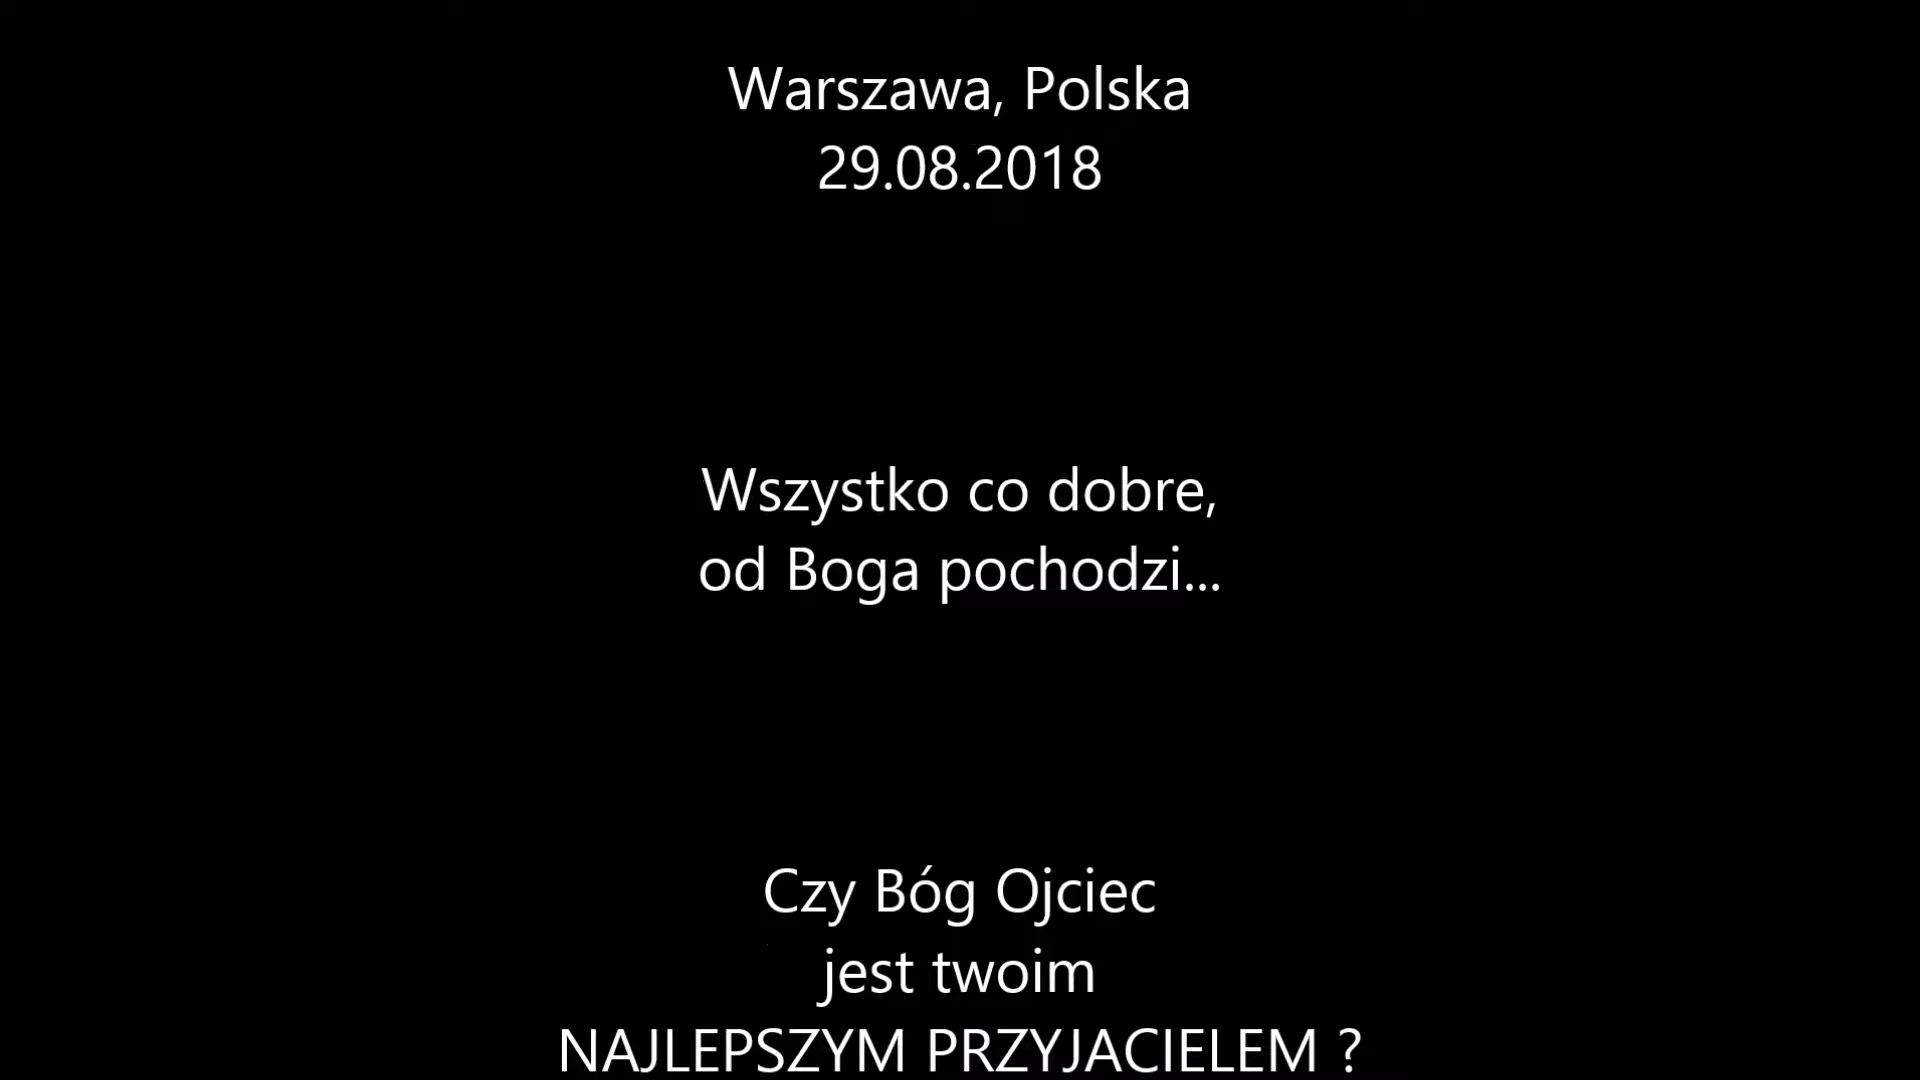 Warszawa, Polska
29.08.2018
Wszystko co dobre,
od Boga pochodzi...
Czy Bóg Ojciec
jest twoim
NAJLEPSZYM PRZYJACIELEM ?